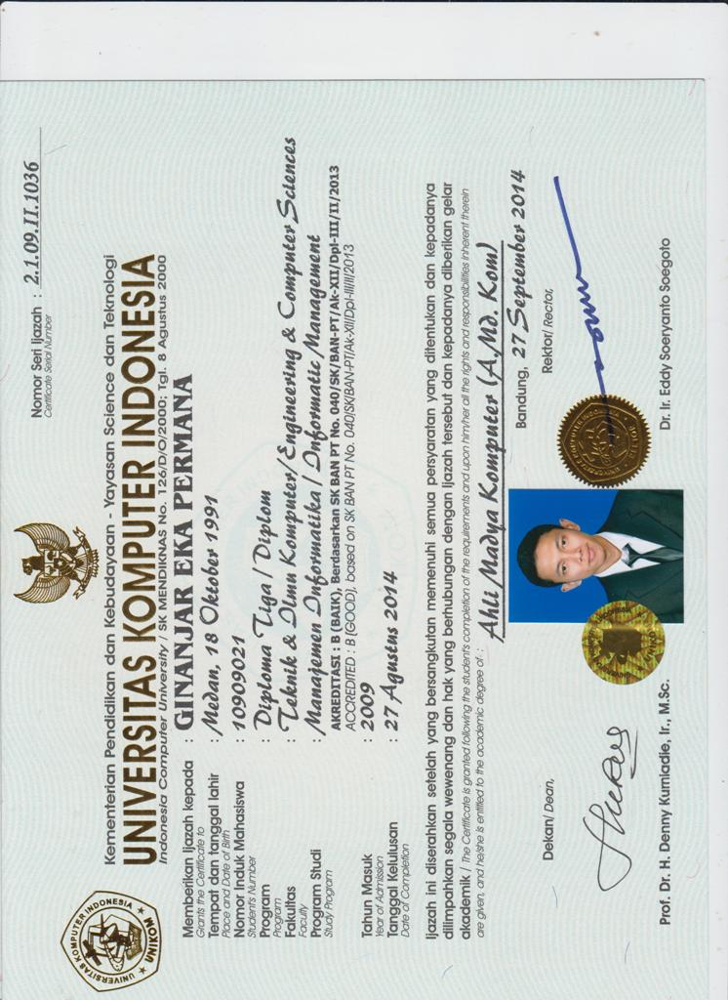 Nomor Seri Ijazah : 2.1.09.II.1036
Certificate Serial Number
UNIVERSITAS KOMPUTER INDONESIA
UNIKOM
Kementerian Pendidikan dan Kebudayaan - Yayasan Science dan Teknologi
UNIVERSITAS KOMPUTER INDONESIA
Indonesia Computer University / SK MENDIKNAS No. 126/D/O/2000; Tgl. 8 Agustus 2000
Memberikan Ijazah kepada : GINANJAR EKA PERMANA
Grants the Certificate to
Tempat dan tanggal lahir : Medan, 18 Oktober 1991
Place and Date of Birth
Nomor Induk Mahasiswa : 10909021
Student's Number
Program : Diploma Tiga / Diplom
Program
Fakultas : Teknik & Ilmu Komputer/ Engineering & Computer Sciences
Faculty
Program Studi : Manajemen Informatika / Informatic Management
Study Program
AKREDITASI : B (BAIK), Berdasarkan SK BAN PT No. 040/SK/BAN-PT/Ak-XII/Dpl-III/II/2013
ACCREDITED : B (GOOD), based on SK BAN PT No. 040/SK/BAN-PT/Ak-XII/Dpl-III/II/2013
Tahun Masuk : 2009
Year of Admission
Tanggal Kelulusan : 27 Agustus 2014
Date of Completion
Ijazah ini diserahkan setelah yang bersangkutan memenuhi semua persyaratan yang ditentukan dan kepadanya
dilimpahkan segala wewenang dan hak yang berhubungan dengan Ijazah tersebut dan kepadanya diberikan gelar
akademik / The Certificate is granted following the student's completion of the requirements and upon him/her all the rights and responsibilities inherent therein
are given, and he/she is entitled to the academic degree of :
Ahli Madya Komputer (A.Md. Kom)
Bandung, 27 September 2014
Dekan/ Dean,
Rektor/ Rector,
Prof. Dr. H. Denny Kurniadie, Ir., M.Sc.
Dr. Ir. Eddy Soeryanto Soegoto